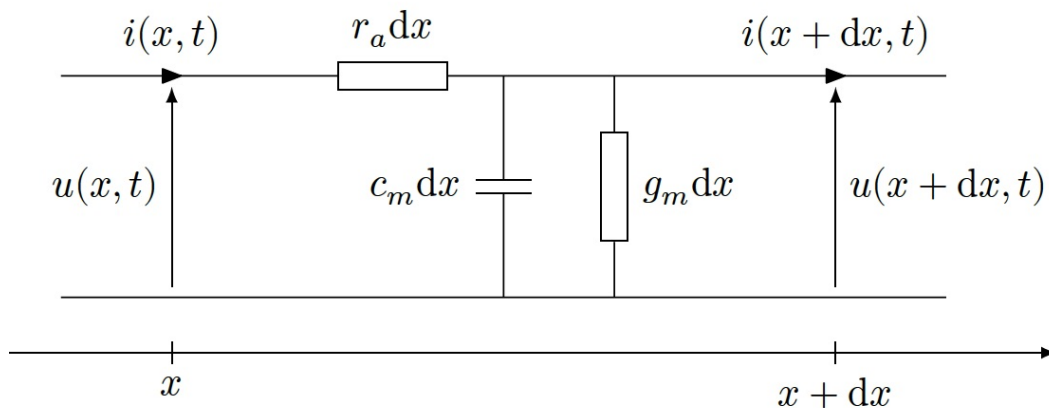 i(x, t)
r_a dx
i(x + dx, t)
u(x, t)
c_m dx
g_m dx
u(x + dx, t)
x
x + dx